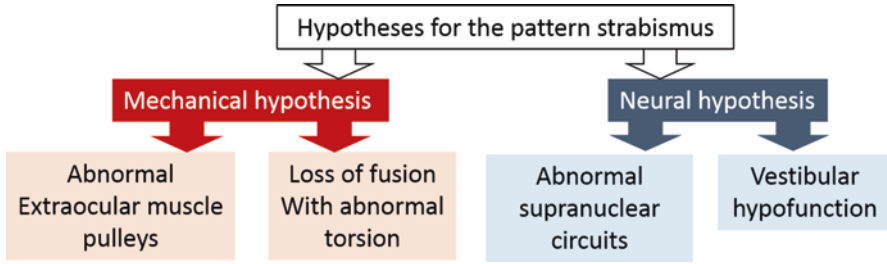 Hypotheses for the pattern strabismus
Mechanical hypothesis
Neural hypothesis
Abnormal
Extraocular muscle
pulleys
Loss of fusion
With abnormal
torsion
Abnormal
supranuclear
circuits
Vestibular
hypofunction